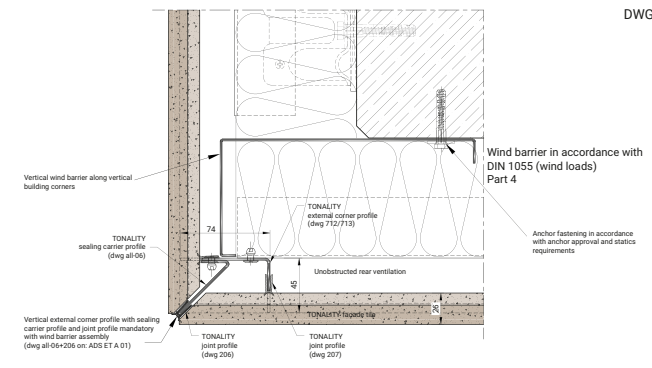 DWG
Wind barrier in accordance with
DIN 1055 (wind loads)
Part 4
Vertical wind barrier along vertical
building corners
TONALITY
external corner profile
(dwg 712/713)
74
TONALITY
sealing carrier profile
(dwg all-06)
Anchor fastening in accordance
with anchor approval and statics
requirements
Unobstructed rear ventilation
45
26
TONALITY façade tile
Vertical external corner profile with sealing
carrier profile and joint profile mandatory
with wind barrier assembly
(dwg all-06+206 on: ADS ET A 01)
TONALITY
joint profile
(dwg 206)
TONALITY
joint profile
(dwg 207)